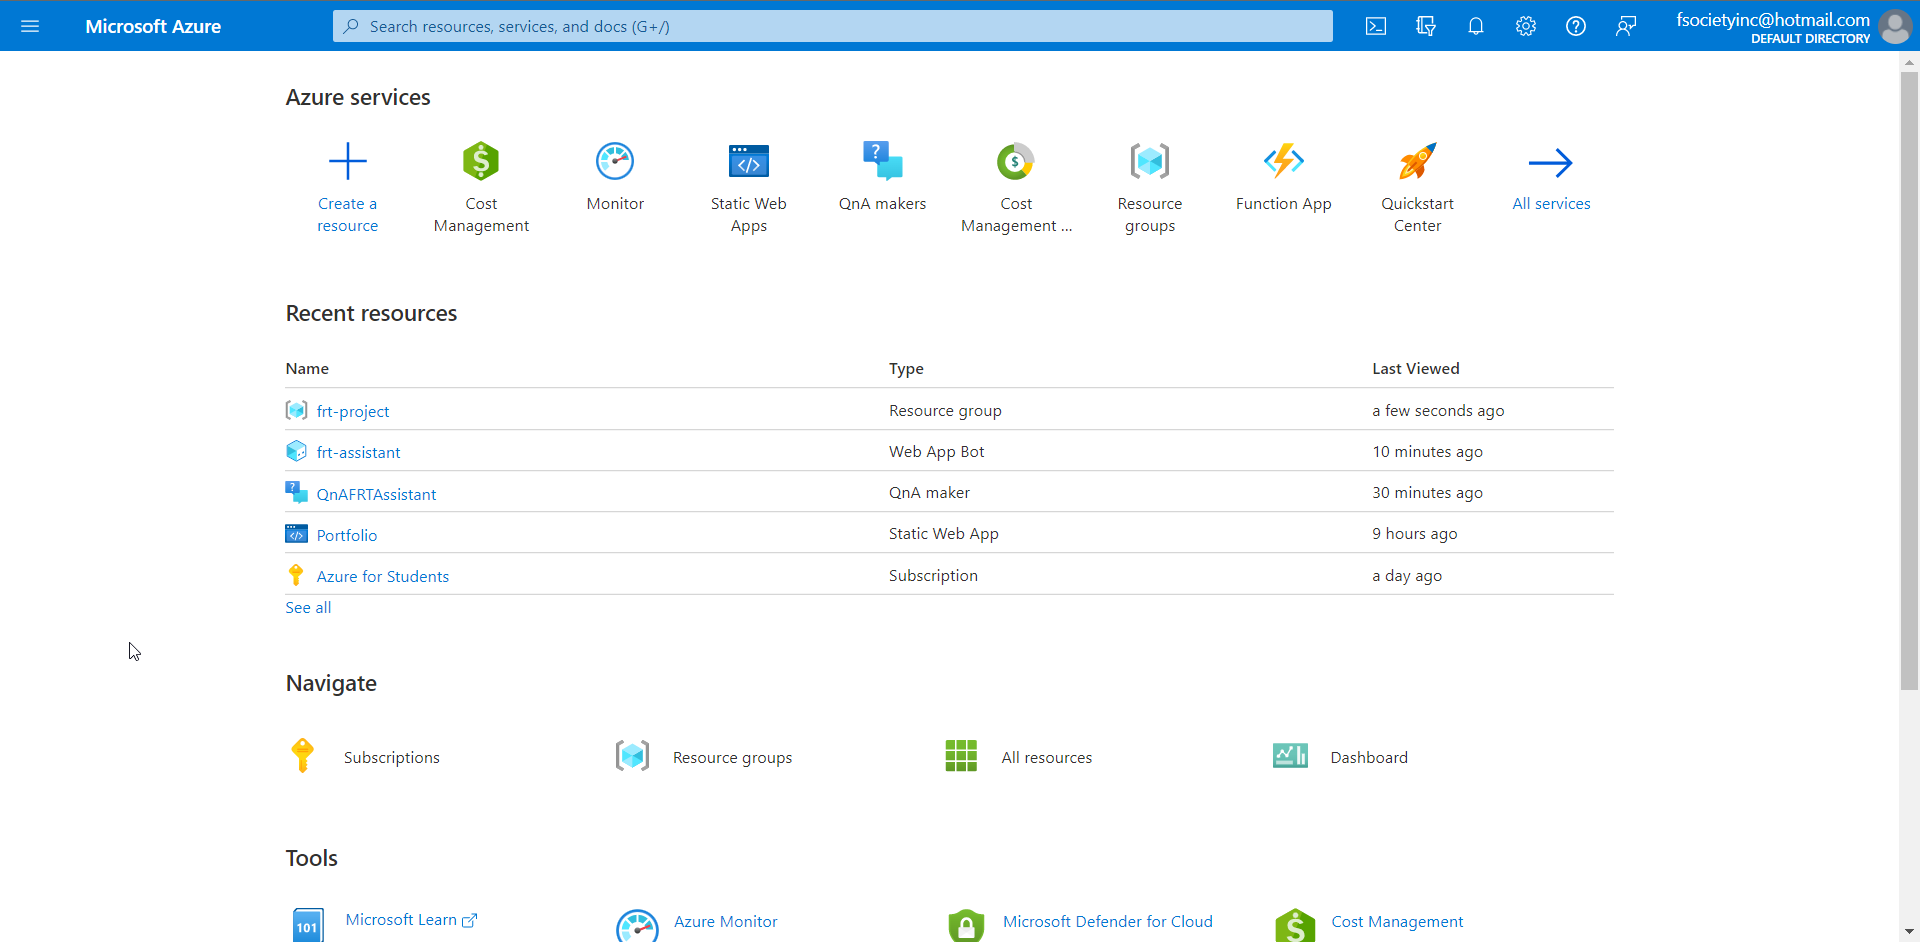 Microsoft Azure
Search resources, services, and docs (G+/)
fsocietyinc@hotmail.com
DEFAULT DIRECTORY
Azure services
Create a
resource
Cost
Management
Monitor
Static Web
Apps
QnA makers
Cost
Management ...
Resource
groups
Function App
Quickstart
Center
All services
Recent resources
Name Type Last Viewed
frt-project Resource group a few seconds ago
frt-assistant Web App Bot 10 minutes ago
QnAFRTAssistant QnA maker 30 minutes ago
Portfolio Static Web App 9 hours ago
Azure for Students Subscription a day ago
See all
Navigate
Subscriptions Resource groups All resources Dashboard
Tools
101 Microsoft Learn Azure Monitor Microsoft Defender for Cloud Cost Management